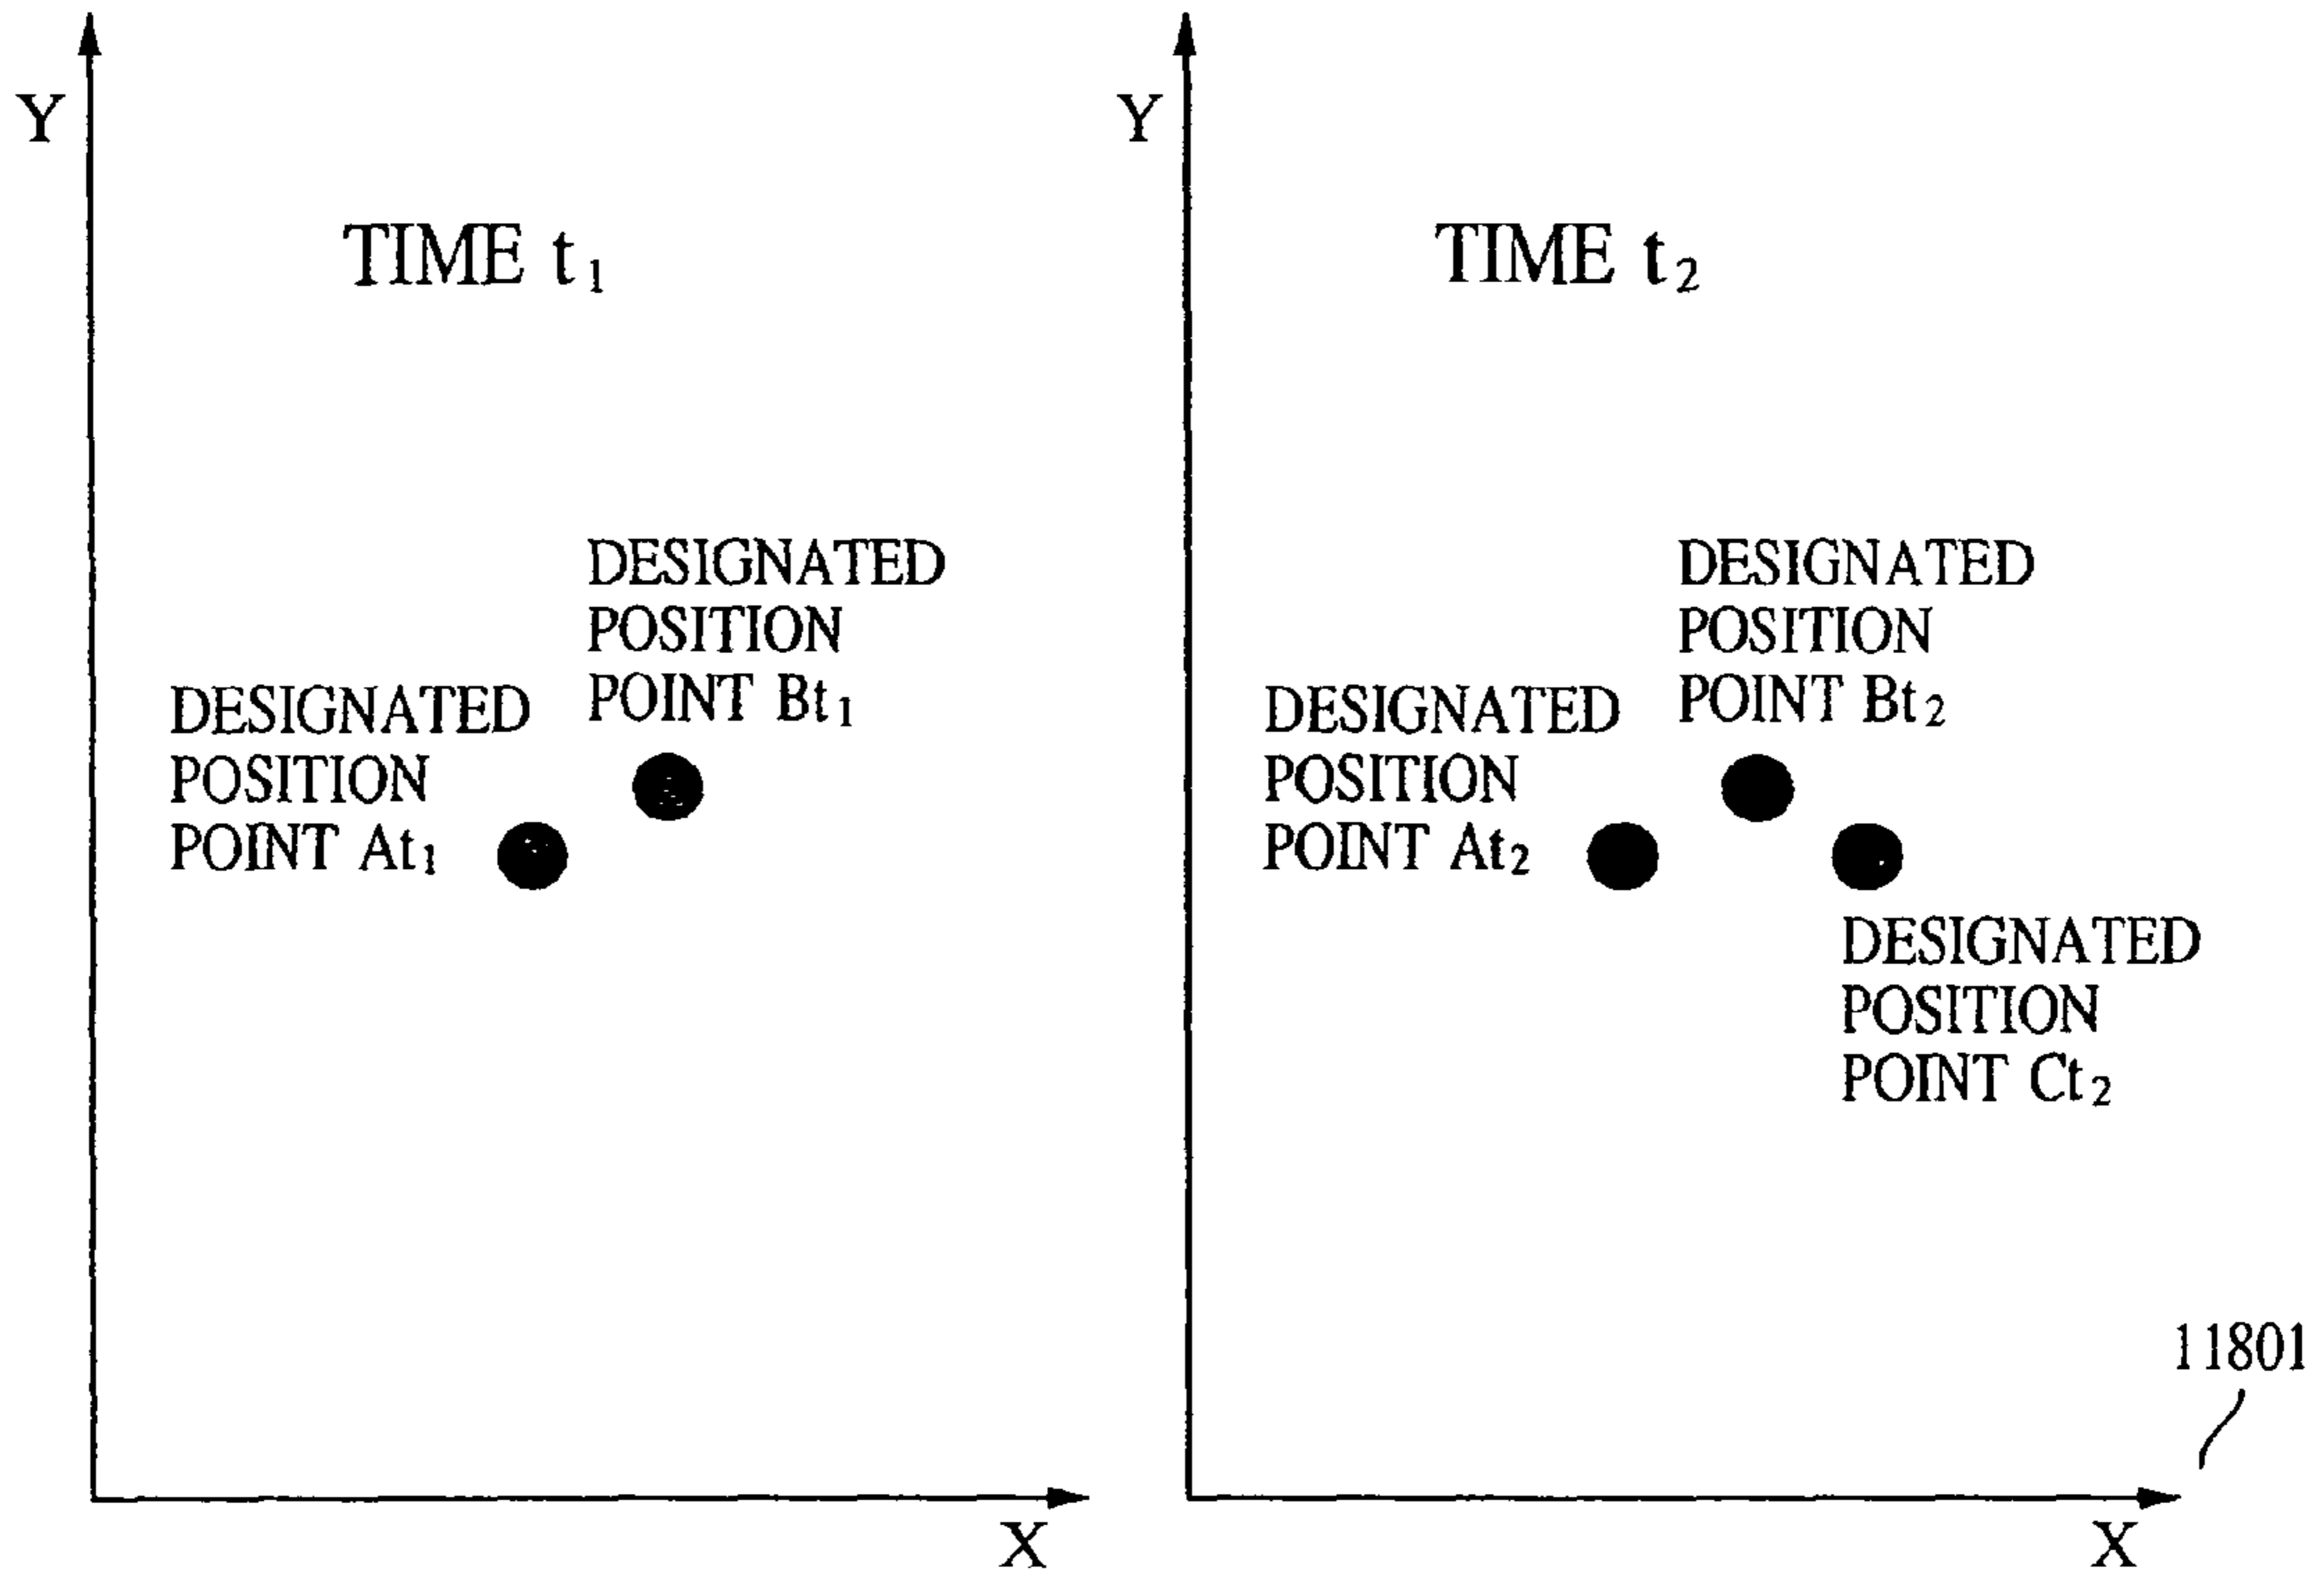 Y
TIME t₁
DESIGNATED
POSITION
POINT Bt₁
DESIGNATED
POSITION
POINT At₁
X
Y
TIME t₂
DESIGNATED
POSITION
POINT Bt₂
DESIGNATED
POSITION
POINT At₂
DESIGNATED
POSITION
POINT Ct₂
11801
X